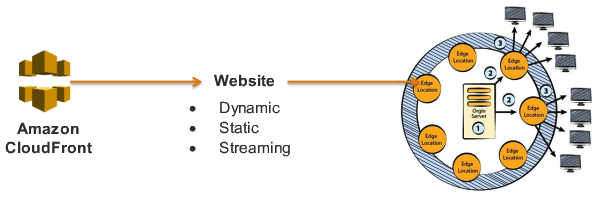 Amazon
CloudFront
Website
• Dynamic
• Static
• Streaming
Edge
Location
Edge
Location
Edge
Location
Edge
Location
Edge
Location
Edge
Location
Edge
Location
Orgin
Server
1
2
2
3
3